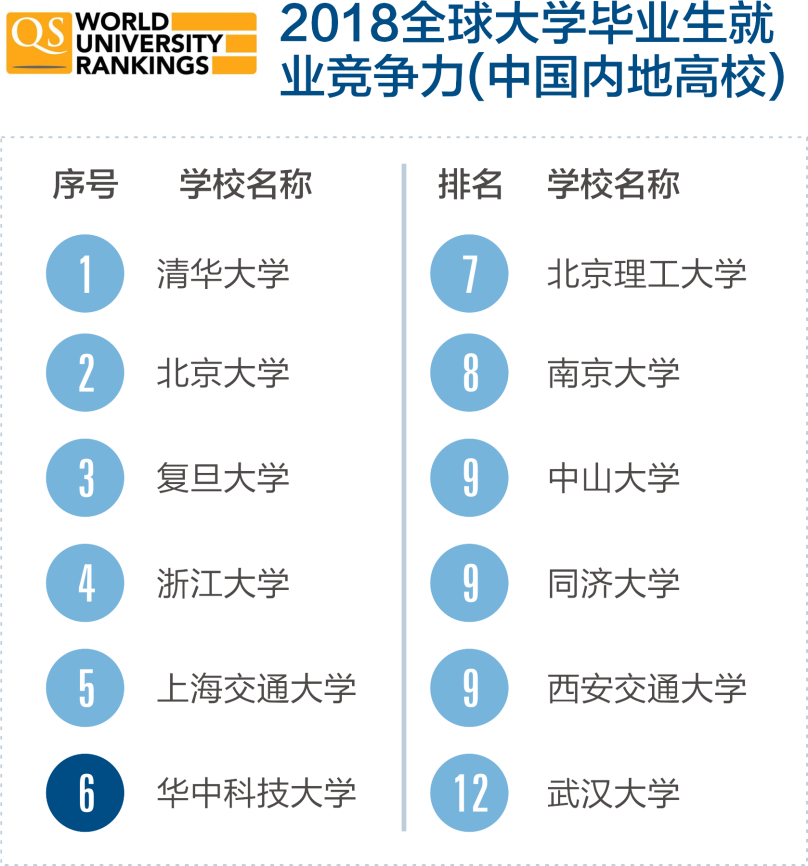 QS
WORLD
UNIVERSITY
RANKINGS
2018全球大学毕业生就
业竞争力(中国内地高校)
序号 学校名称
1 清华大学
2 北京大学
3 复旦大学
4 浙江大学
5 上海交通大学
6 华中科技大学
排名 学校名称
7 北京理工大学
8 南京大学
9 中山大学
9 同济大学
9 西安交通大学
12 武汉大学